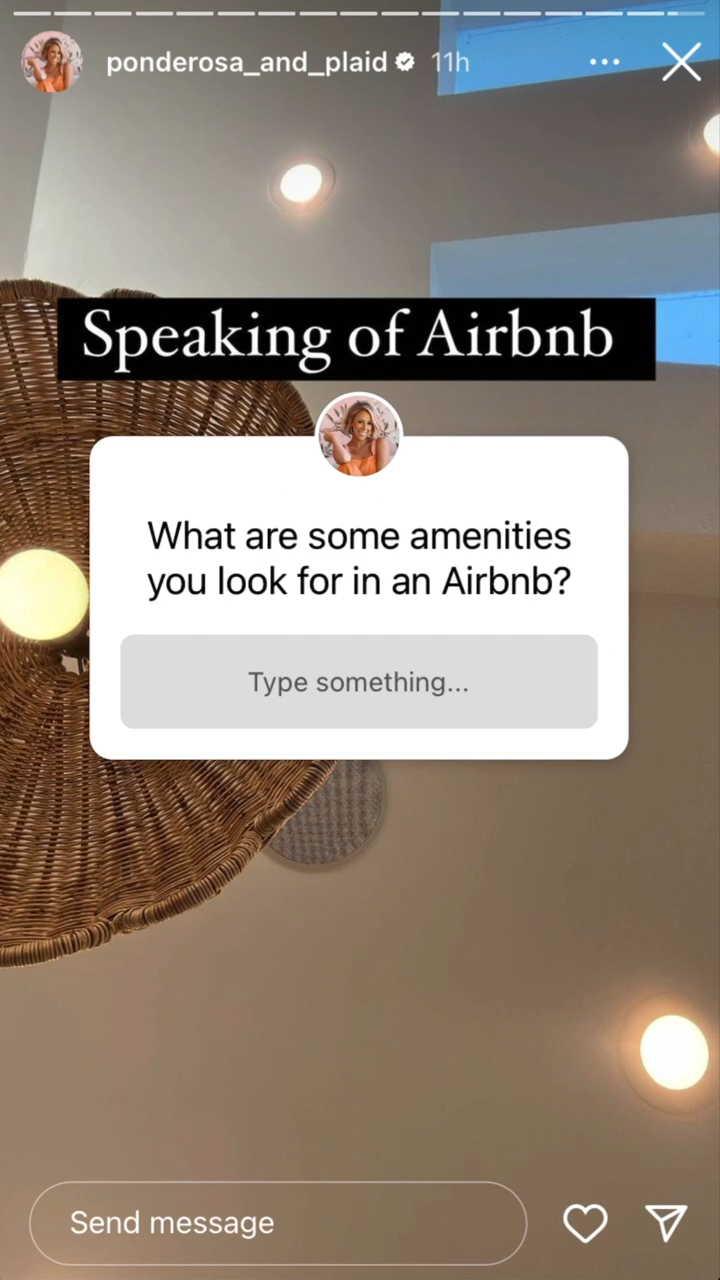 ponderosa_and_plaid 11h
Speaking of Airbnb
What are some amenities
you look for in an Airbnb?
Type something...
Send message